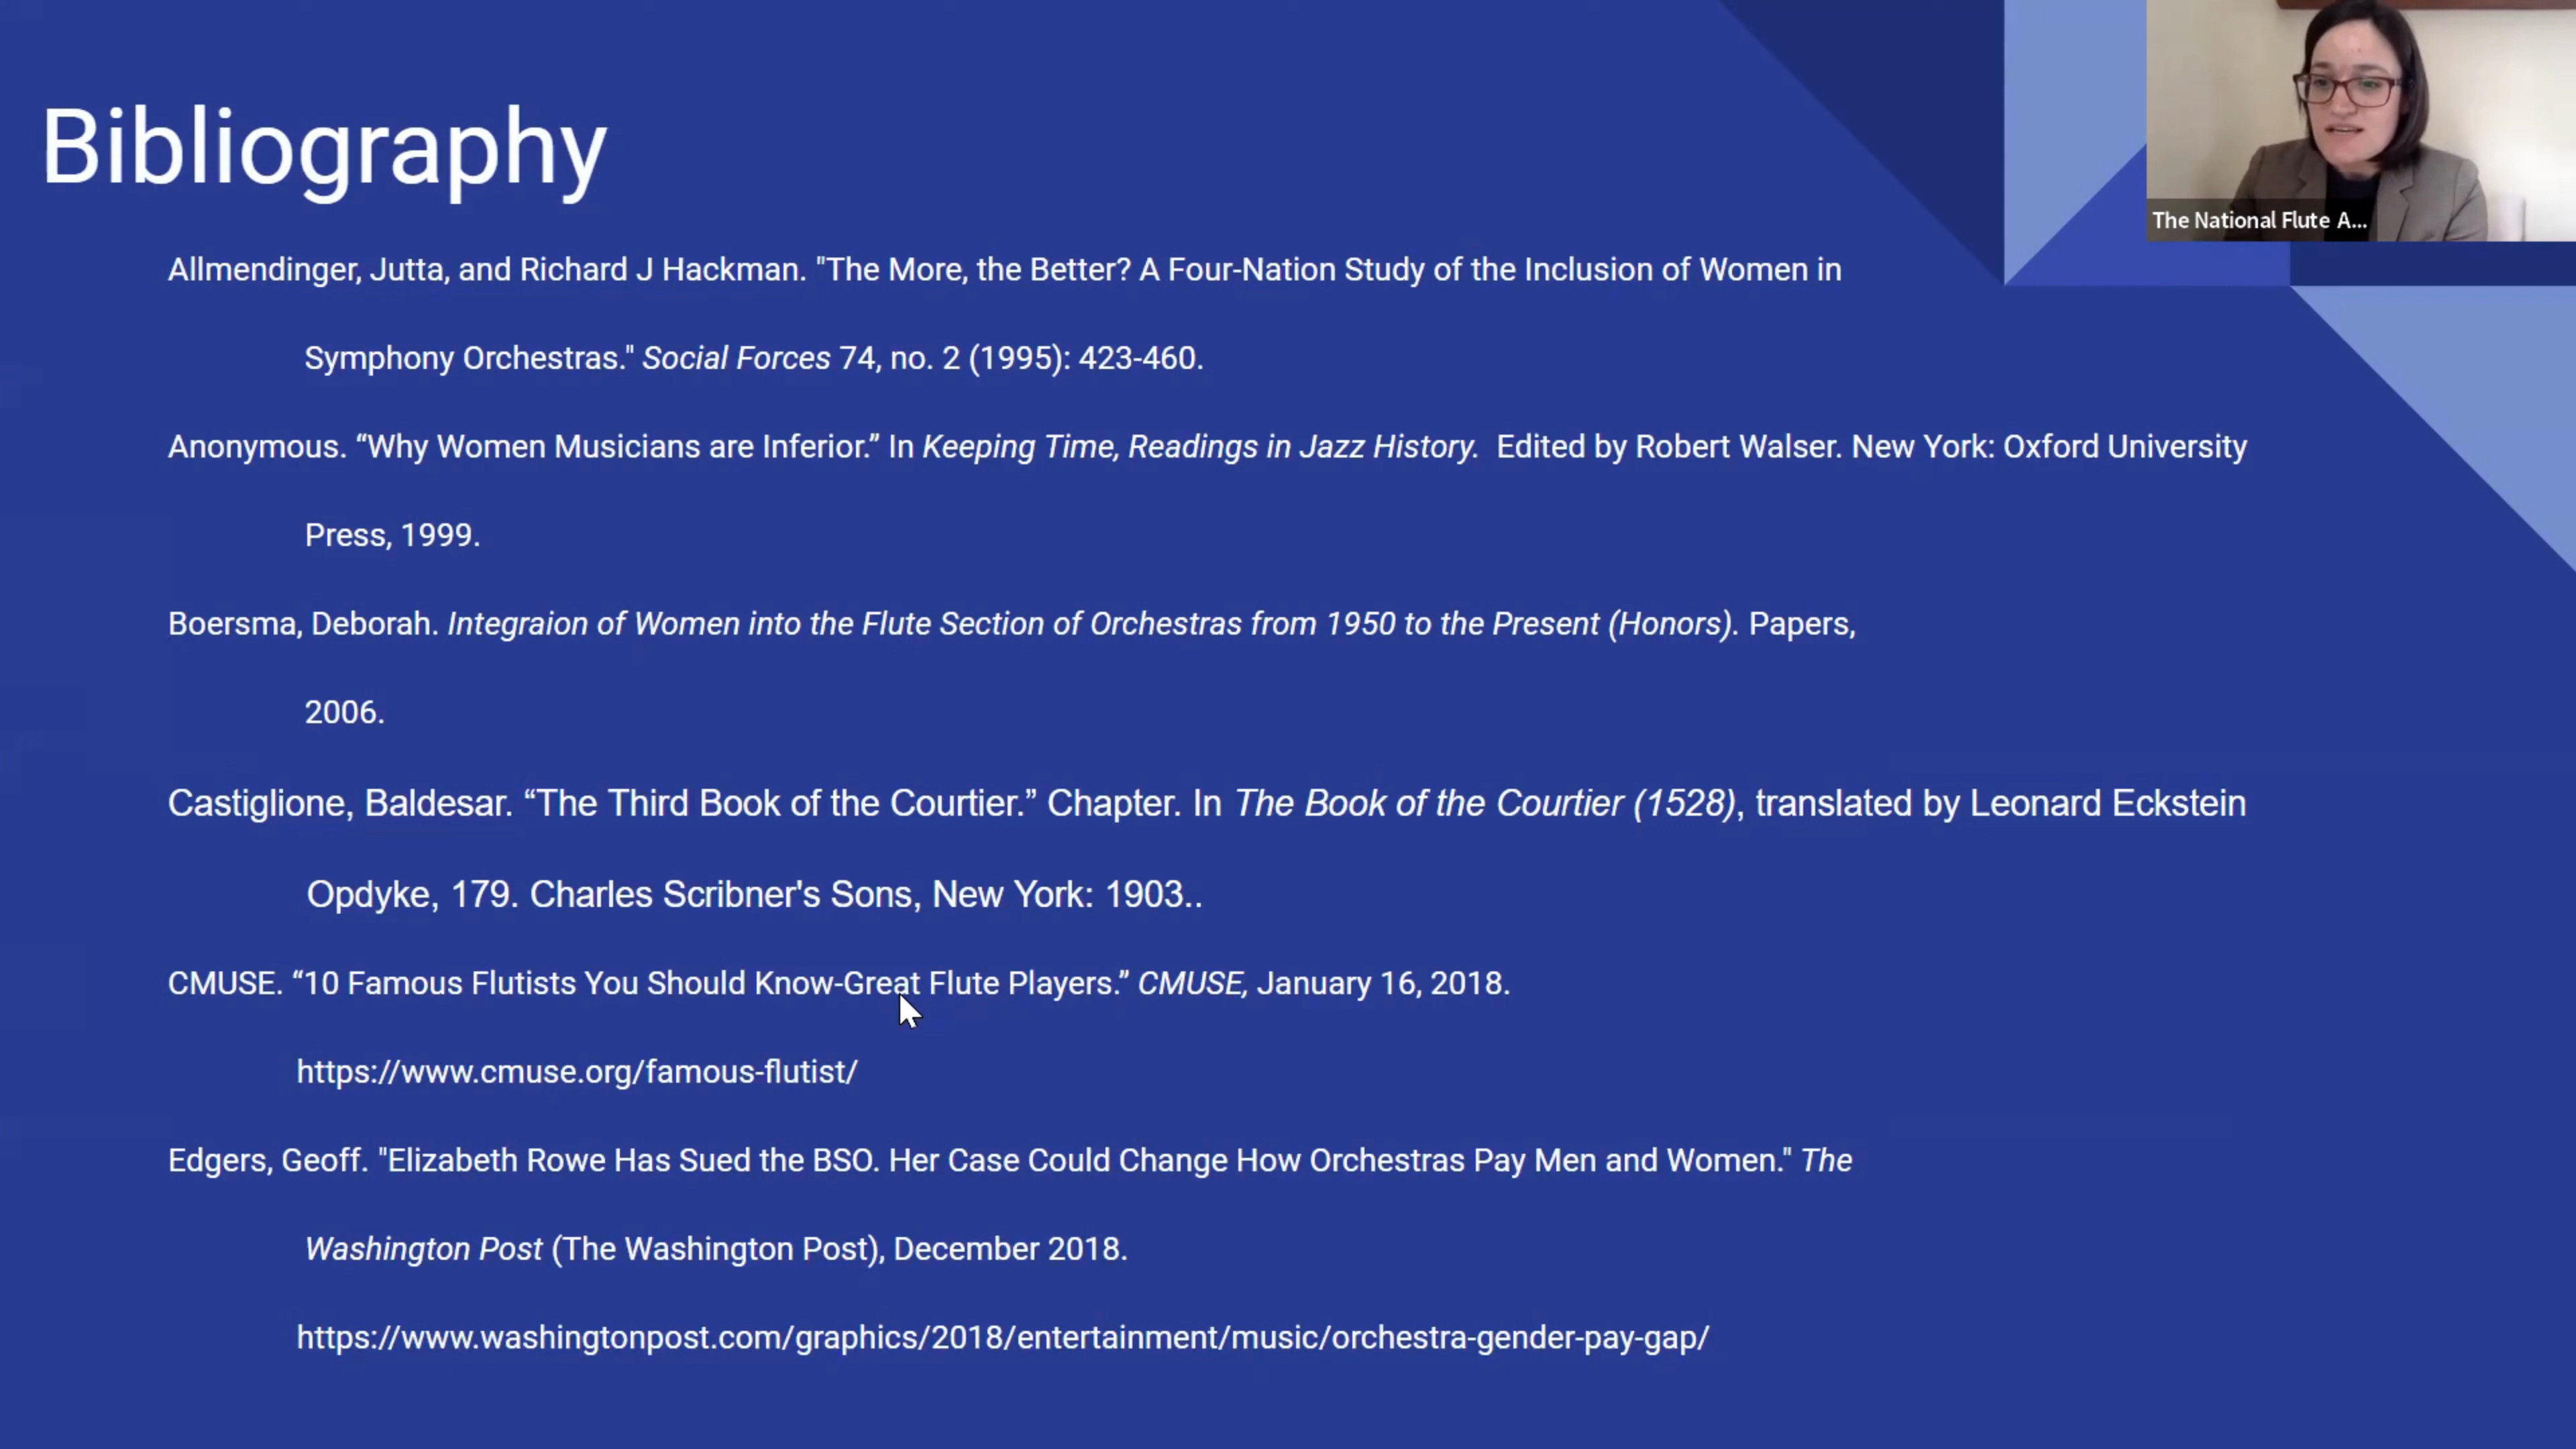 Bibliography
The National Flute A...
Allmendinger, Jutta, and Richard J Hackman. "The More, the Better? A Four-Nation Study of the Inclusion of Women in
Symphony Orchestras." Social Forces 74, no. 2 (1995): 423-460.
Anonymous. “Why Women Musicians are Inferior.” In Keeping Time, Readings in Jazz History. Edited by Robert Walser. New York: Oxford University
Press, 1999.
Boersma, Deborah. Integraion of Women into the Flute Section of Orchestras from 1950 to the Present (Honors). Papers,
2006.
Castiglione, Baldesar. “The Third Book of the Courtier.” Chapter. In The Book of the Courtier (1528), translated by Leonard Eckstein
Opdyke, 179. Charles Scribner's Sons, New York: 1903..
CMUSE. “10 Famous Flutists You Should Know-Great Flute Players.” CMUSE, January 16, 2018.
https://www.cmuse.org/famous-flutist/
Edgers, Geoff. "Elizabeth Rowe Has Sued the BSO. Her Case Could Change How Orchestras Pay Men and Women." The
Washington Post (The Washington Post), December 2018.
https://www.washingtonpost.com/graphics/2018/entertainment/music/orchestra-gender-pay-gap/